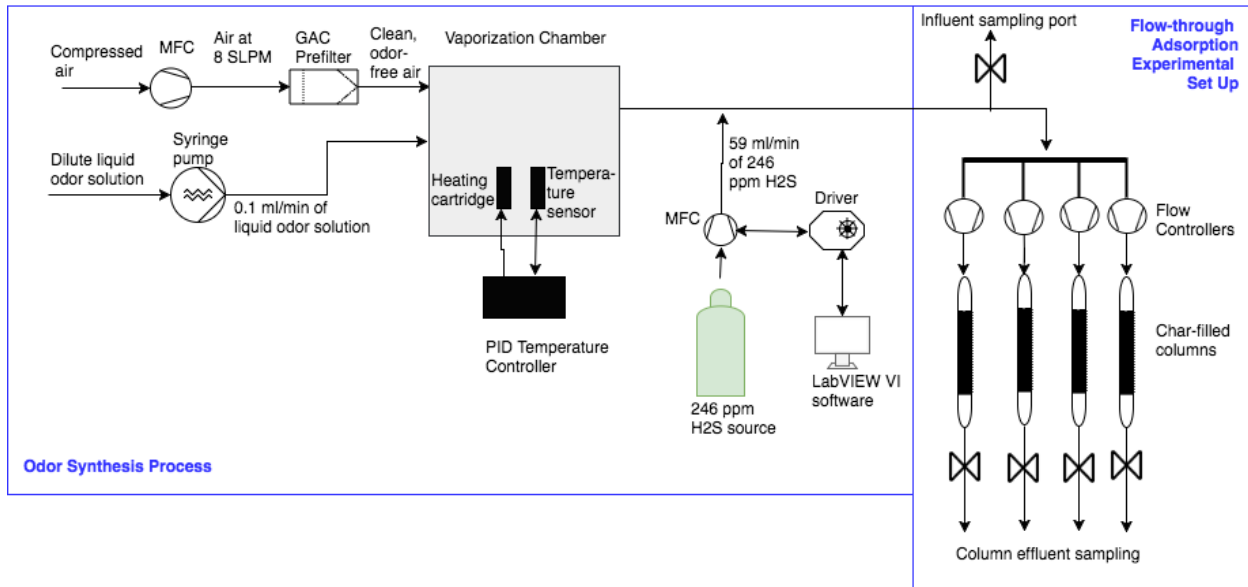 Compressed
air
MFC
Air at
8 SLPM
GAC
Prefilter
Clean,
odor-
free air
Vaporization Chamber
Dilute liquid
odor solution
Syringe
pump
0.1 ml/min of
liquid odor solution
Heating
cartridge
Tempera-
ture
sensor
PID Temperature
Controller
59 ml/min
of 246
ppm H2S
MFC
Driver
246 ppm
H2S source
LabVIEW VI
software
Odor Synthesis Process
Influent sampling port
Flow-through
Adsorption
Experimental
Set Up
Flow
Controllers
Char-filled
columns
Column effluent sampling